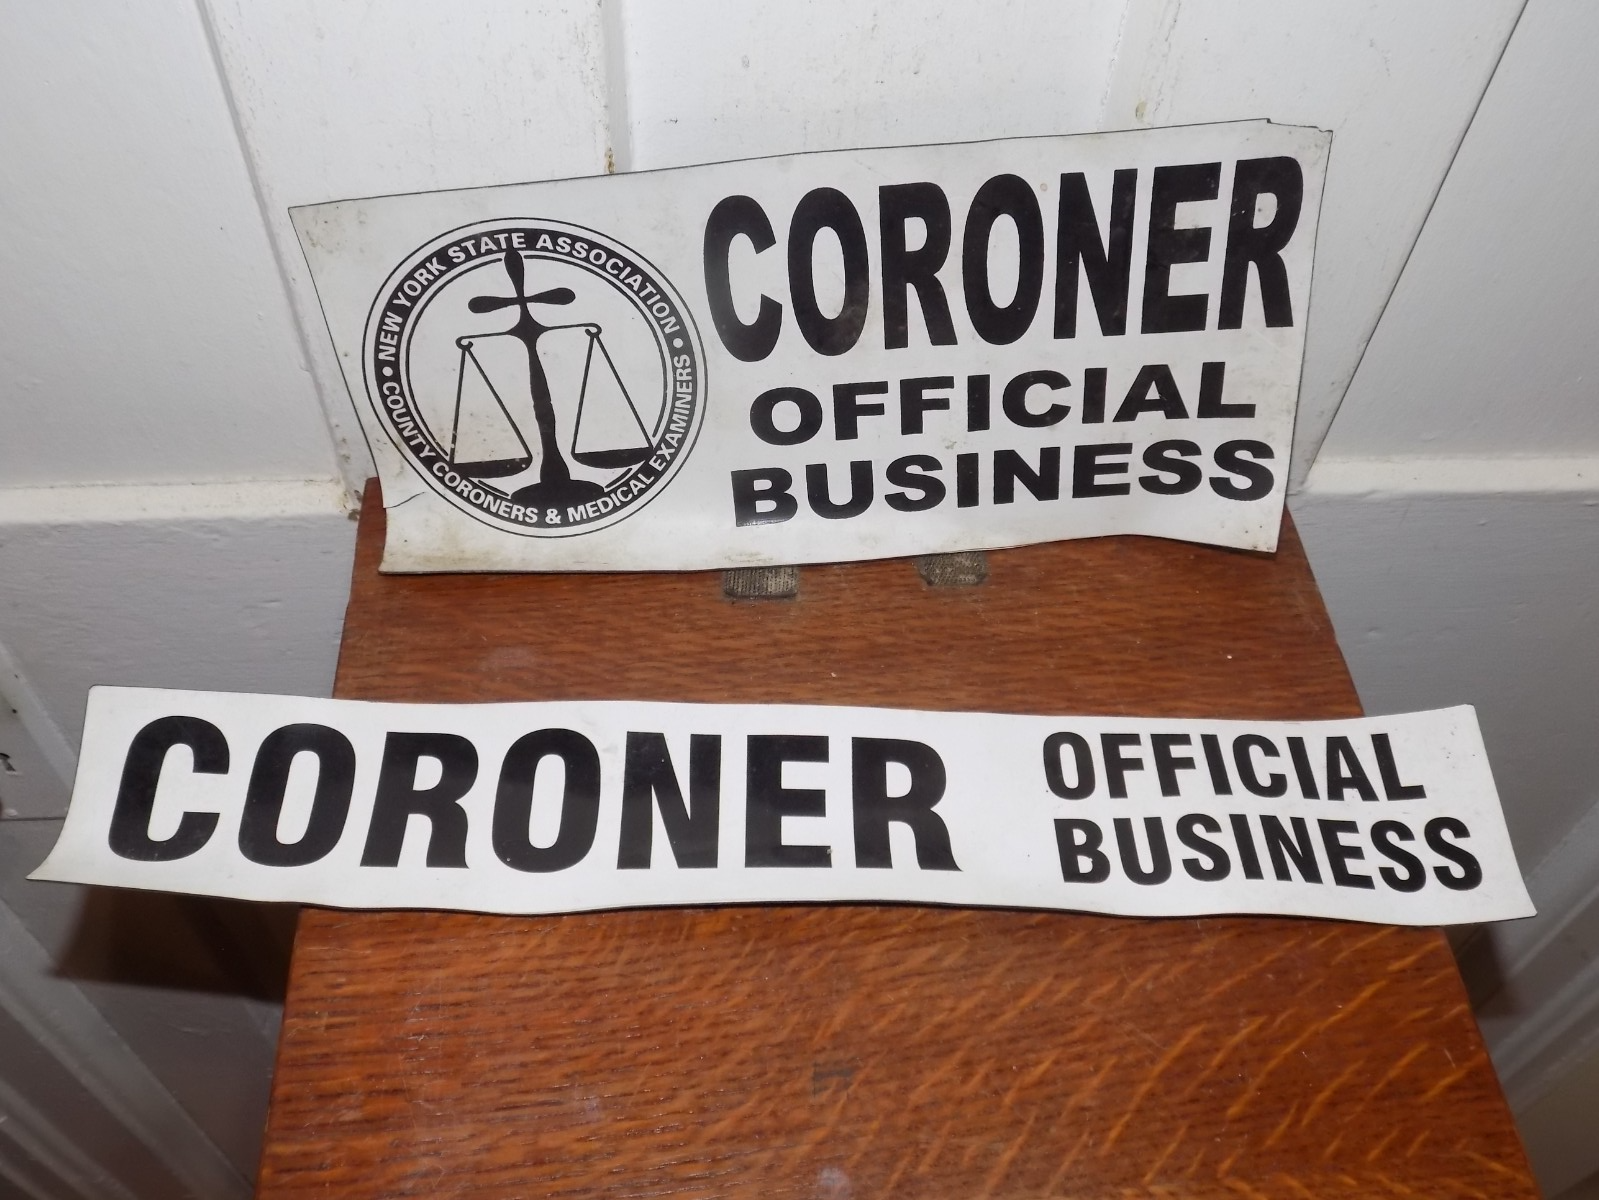 • NEW YORK STATE ASSOCIATION •
COUNTY CORONERS & MEDICAL EXAMINERS
CORONER
OFFICIAL
BUSINESS
CORONER
OFFICIAL
BUSINESS